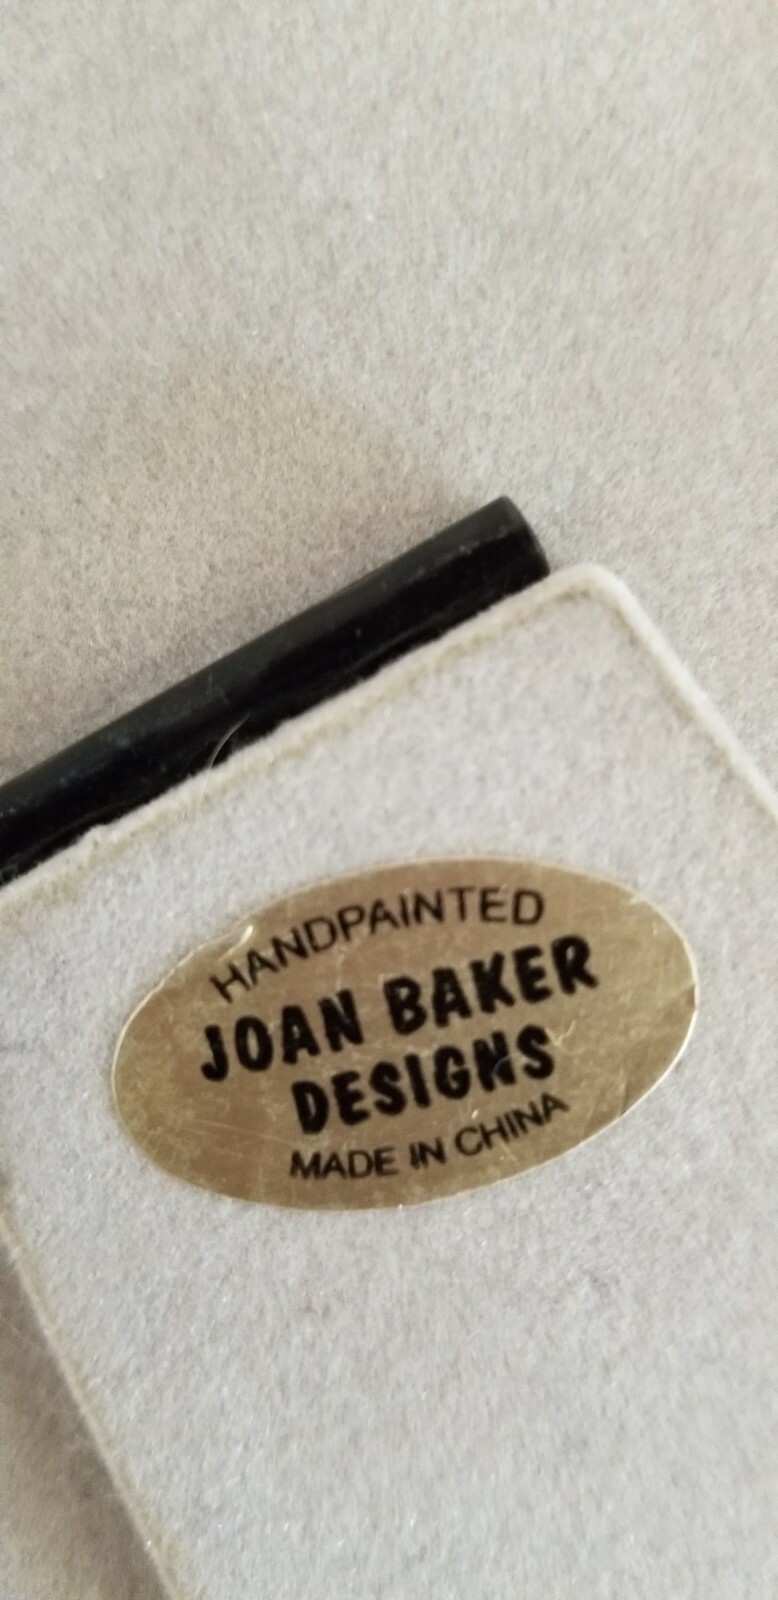 HANDPAINTED
JOAN BAKER
DESIGNS
MADE IN CHINA